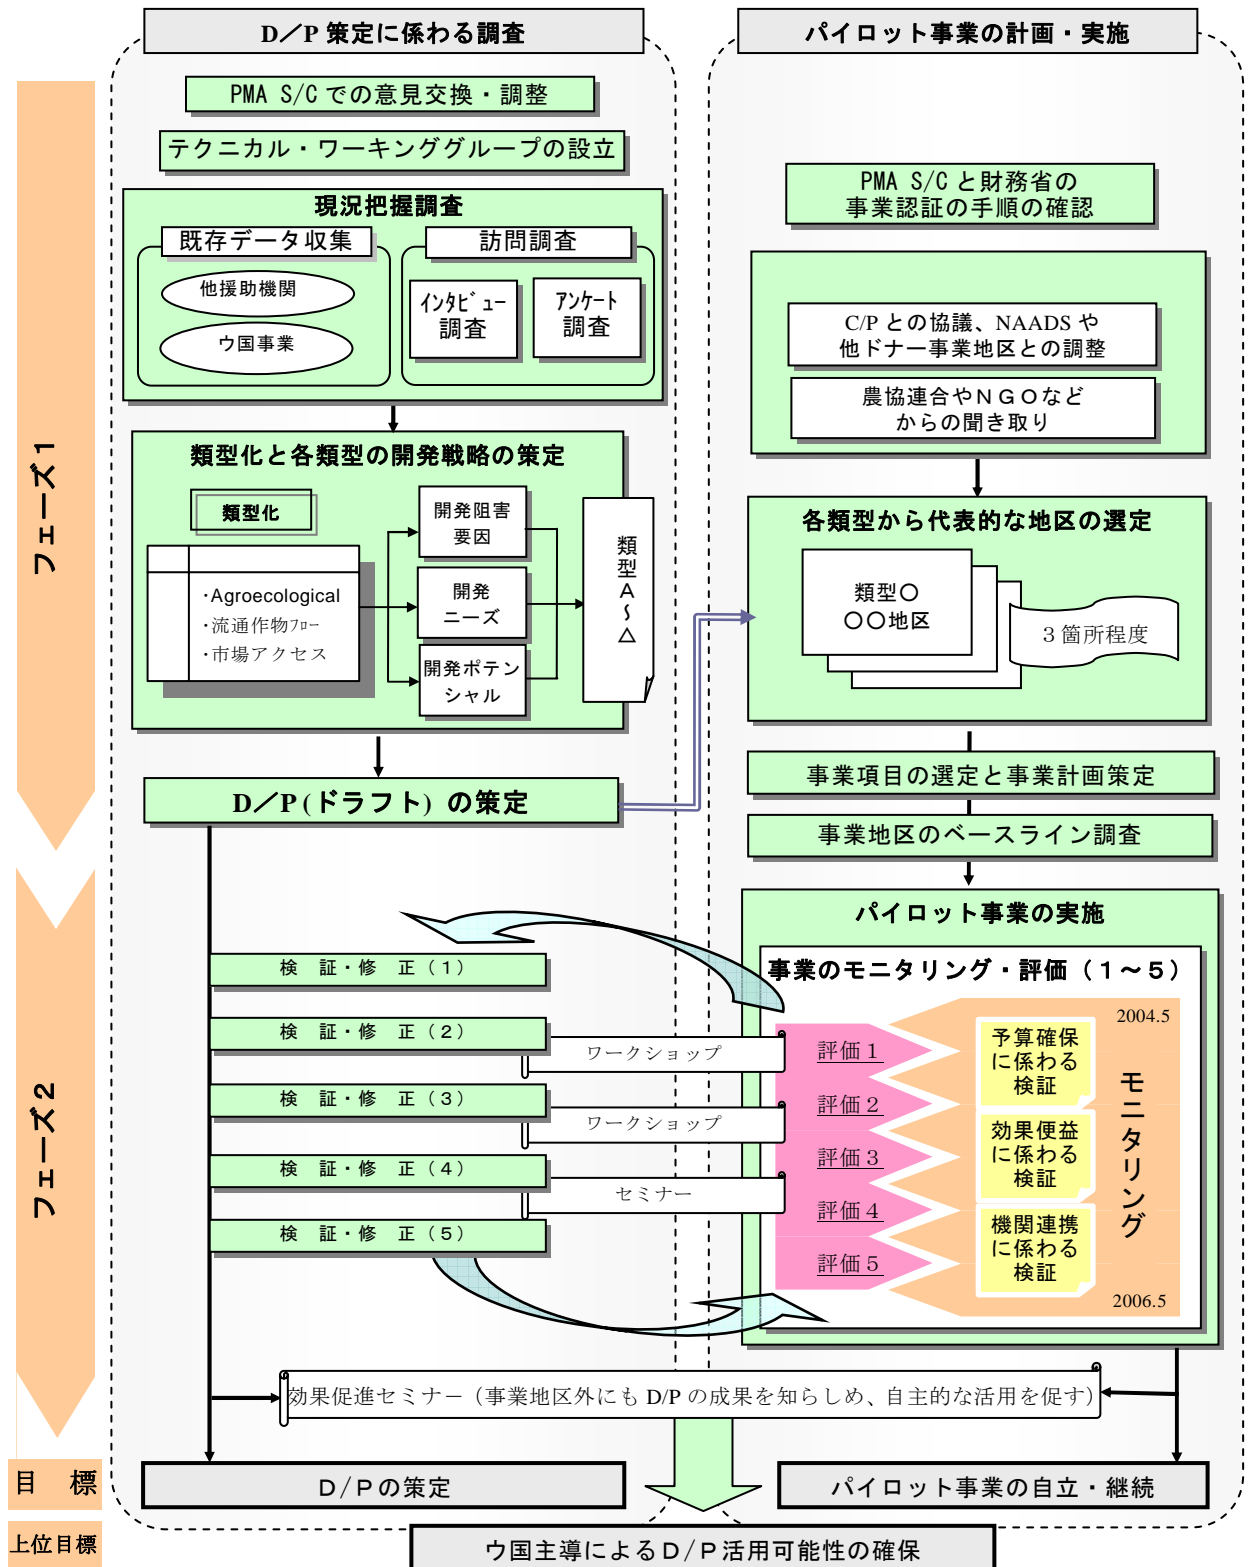 D／P 策定に係わる調査
パイロット事業の計画・実施
フェーズ１
PMA S/C での意見交換・調整
テクニカル・ワーキンググループの設立
現況把握調査
既存データ収集
訪問調査
他援助機関
ウ国事業
ｲﾝﾀﾋﾞｭｰ
調査
ｱﾝｹｰﾄ
調査
類型化と各類型の開発戦略の策定
類型化
・Agroecological
・流通作物ﾌﾛｰ
・市場アクセス
開発阻害
要因
開発
ニーズ
開発ポテン
シャル
類型Ａ～△
D／P (ドラフト) の策定
PMA S/C と財務省の
事業認証の手順の確認
C/P との協議、NAADS や
他ドナー事業地区との調整
農協連合やＮＧＯなど
からの聞き取り
各類型から代表的な地区の選定
類型〇
〇〇地区
３箇所程度
事業項目の選定と事業計画策定
事業地区のベースライン調査
フェーズ２
検　証・修　正（１）
検　証・修　正（２）
検　証・修　正（３）
検　証・修　正（４）
検　証・修　正（５）
ワークショップ
ワークショップ
セミナー
パイロット事業の実施
事業のモニタリング・評価（１～５）
評価１
評価２
評価３
評価４
評価５
2004.5
予算確保
に係わる
検証
効果便益
に係わる
検証
機関連携
に係わる
検証
モニタリング
2006.5
効果促進セミナー（事業地区外にも D/P の成果を知らしめ、自主的な活用を促す）
目　標
Ｄ/Ｐの策定
パイロット事業の自立・継続
上位目標
ウ国主導によるＤ/Ｐ活用可能性の確保